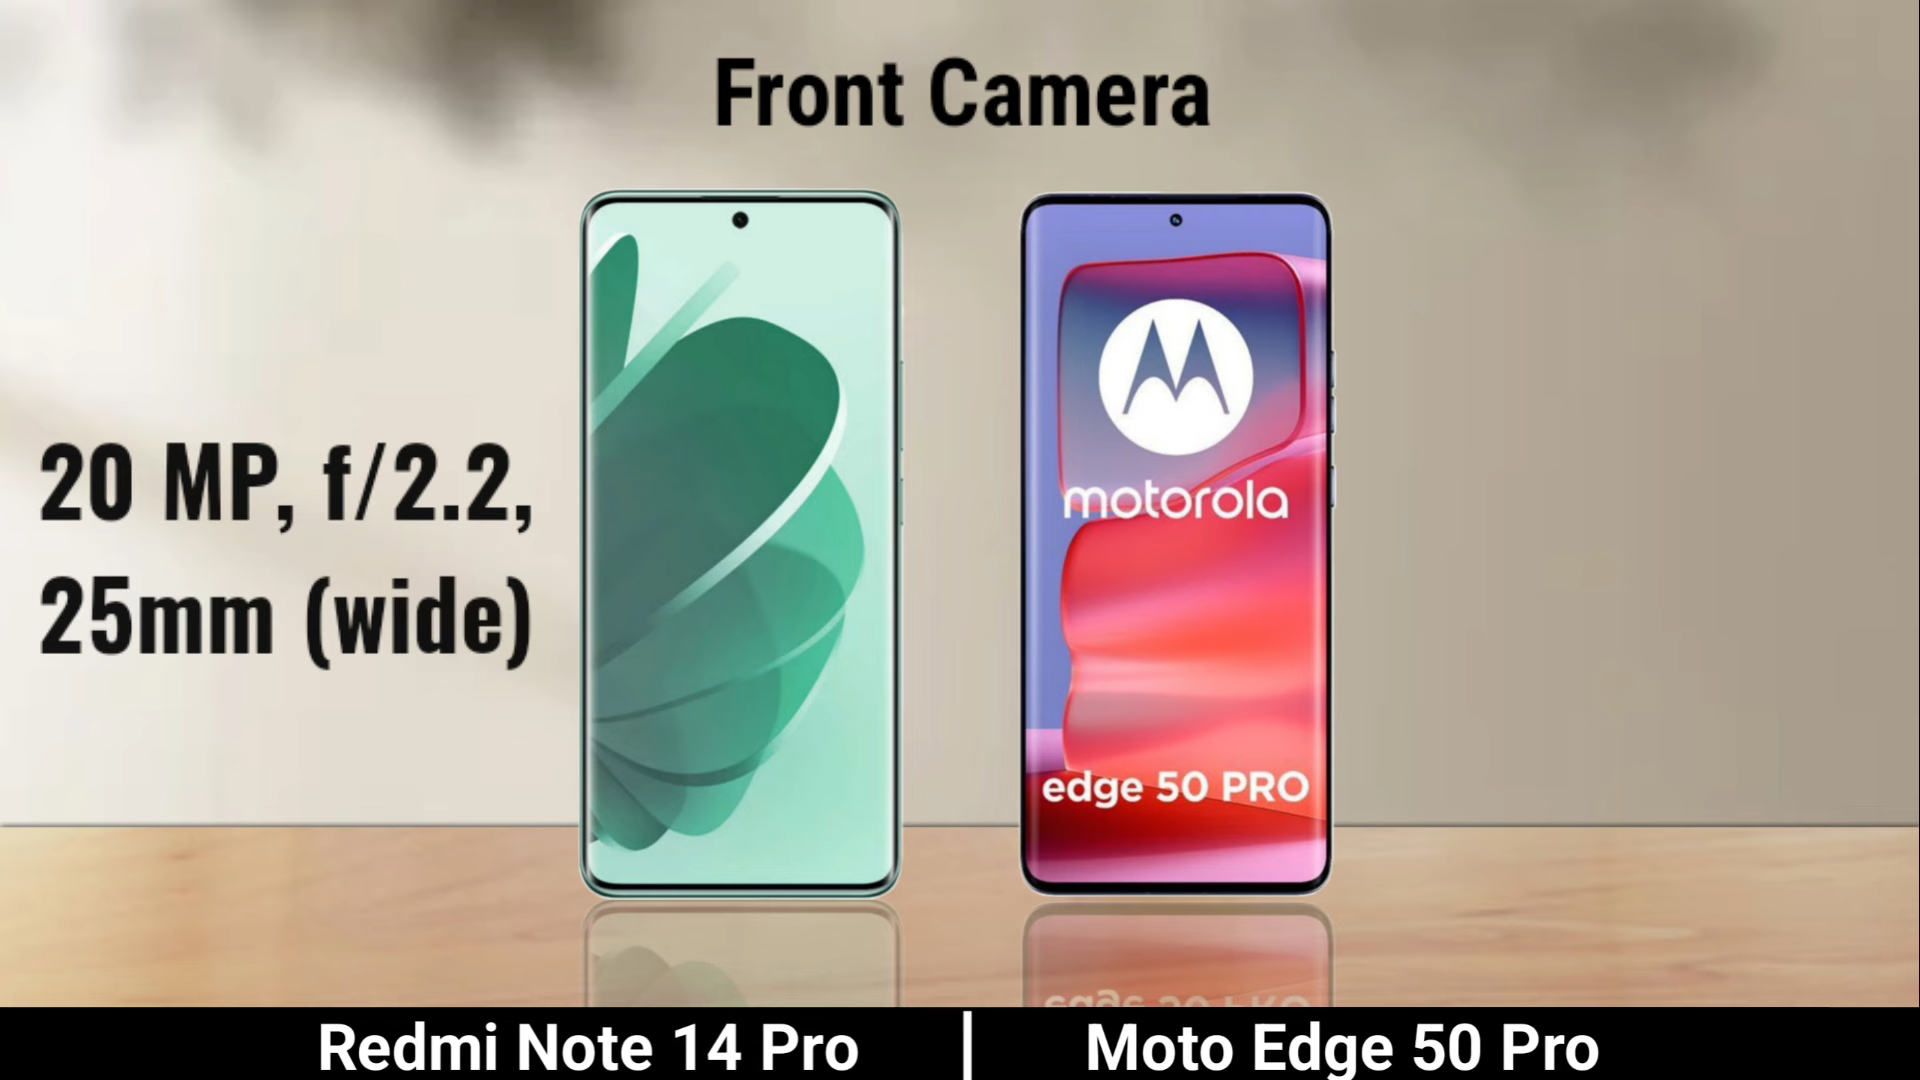 Front Camera
20 MP, f/2.2,
25mm (wide)
motorola
edge 50 PRO
Redmi Note 14 Pro | Moto Edge 50 Pro